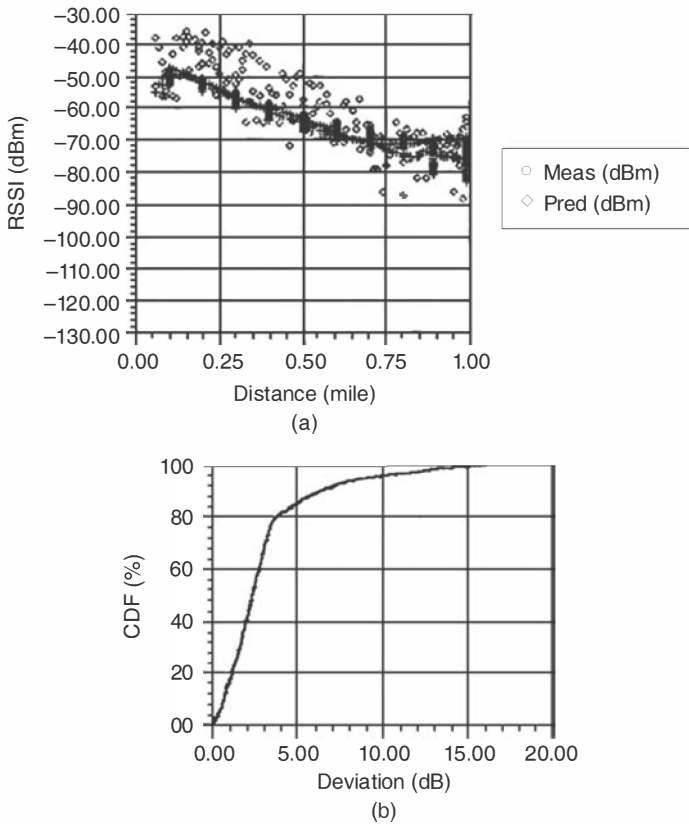 −30.00
−40.00
−50.00
−60.00
−70.00
−80.00
−90.00
−100.00
−110.00
−120.00
−130.00
RSSI (dBm)
0.00 0.25 0.50 0.75 1.00
Distance (mile)
(a)
Meas (dBm)
Pred (dBm)
100
80
60
40
20
00
CDF (%)
0.00 5.00 10.00 15.00 20.00
Deviation (dB)
(b)